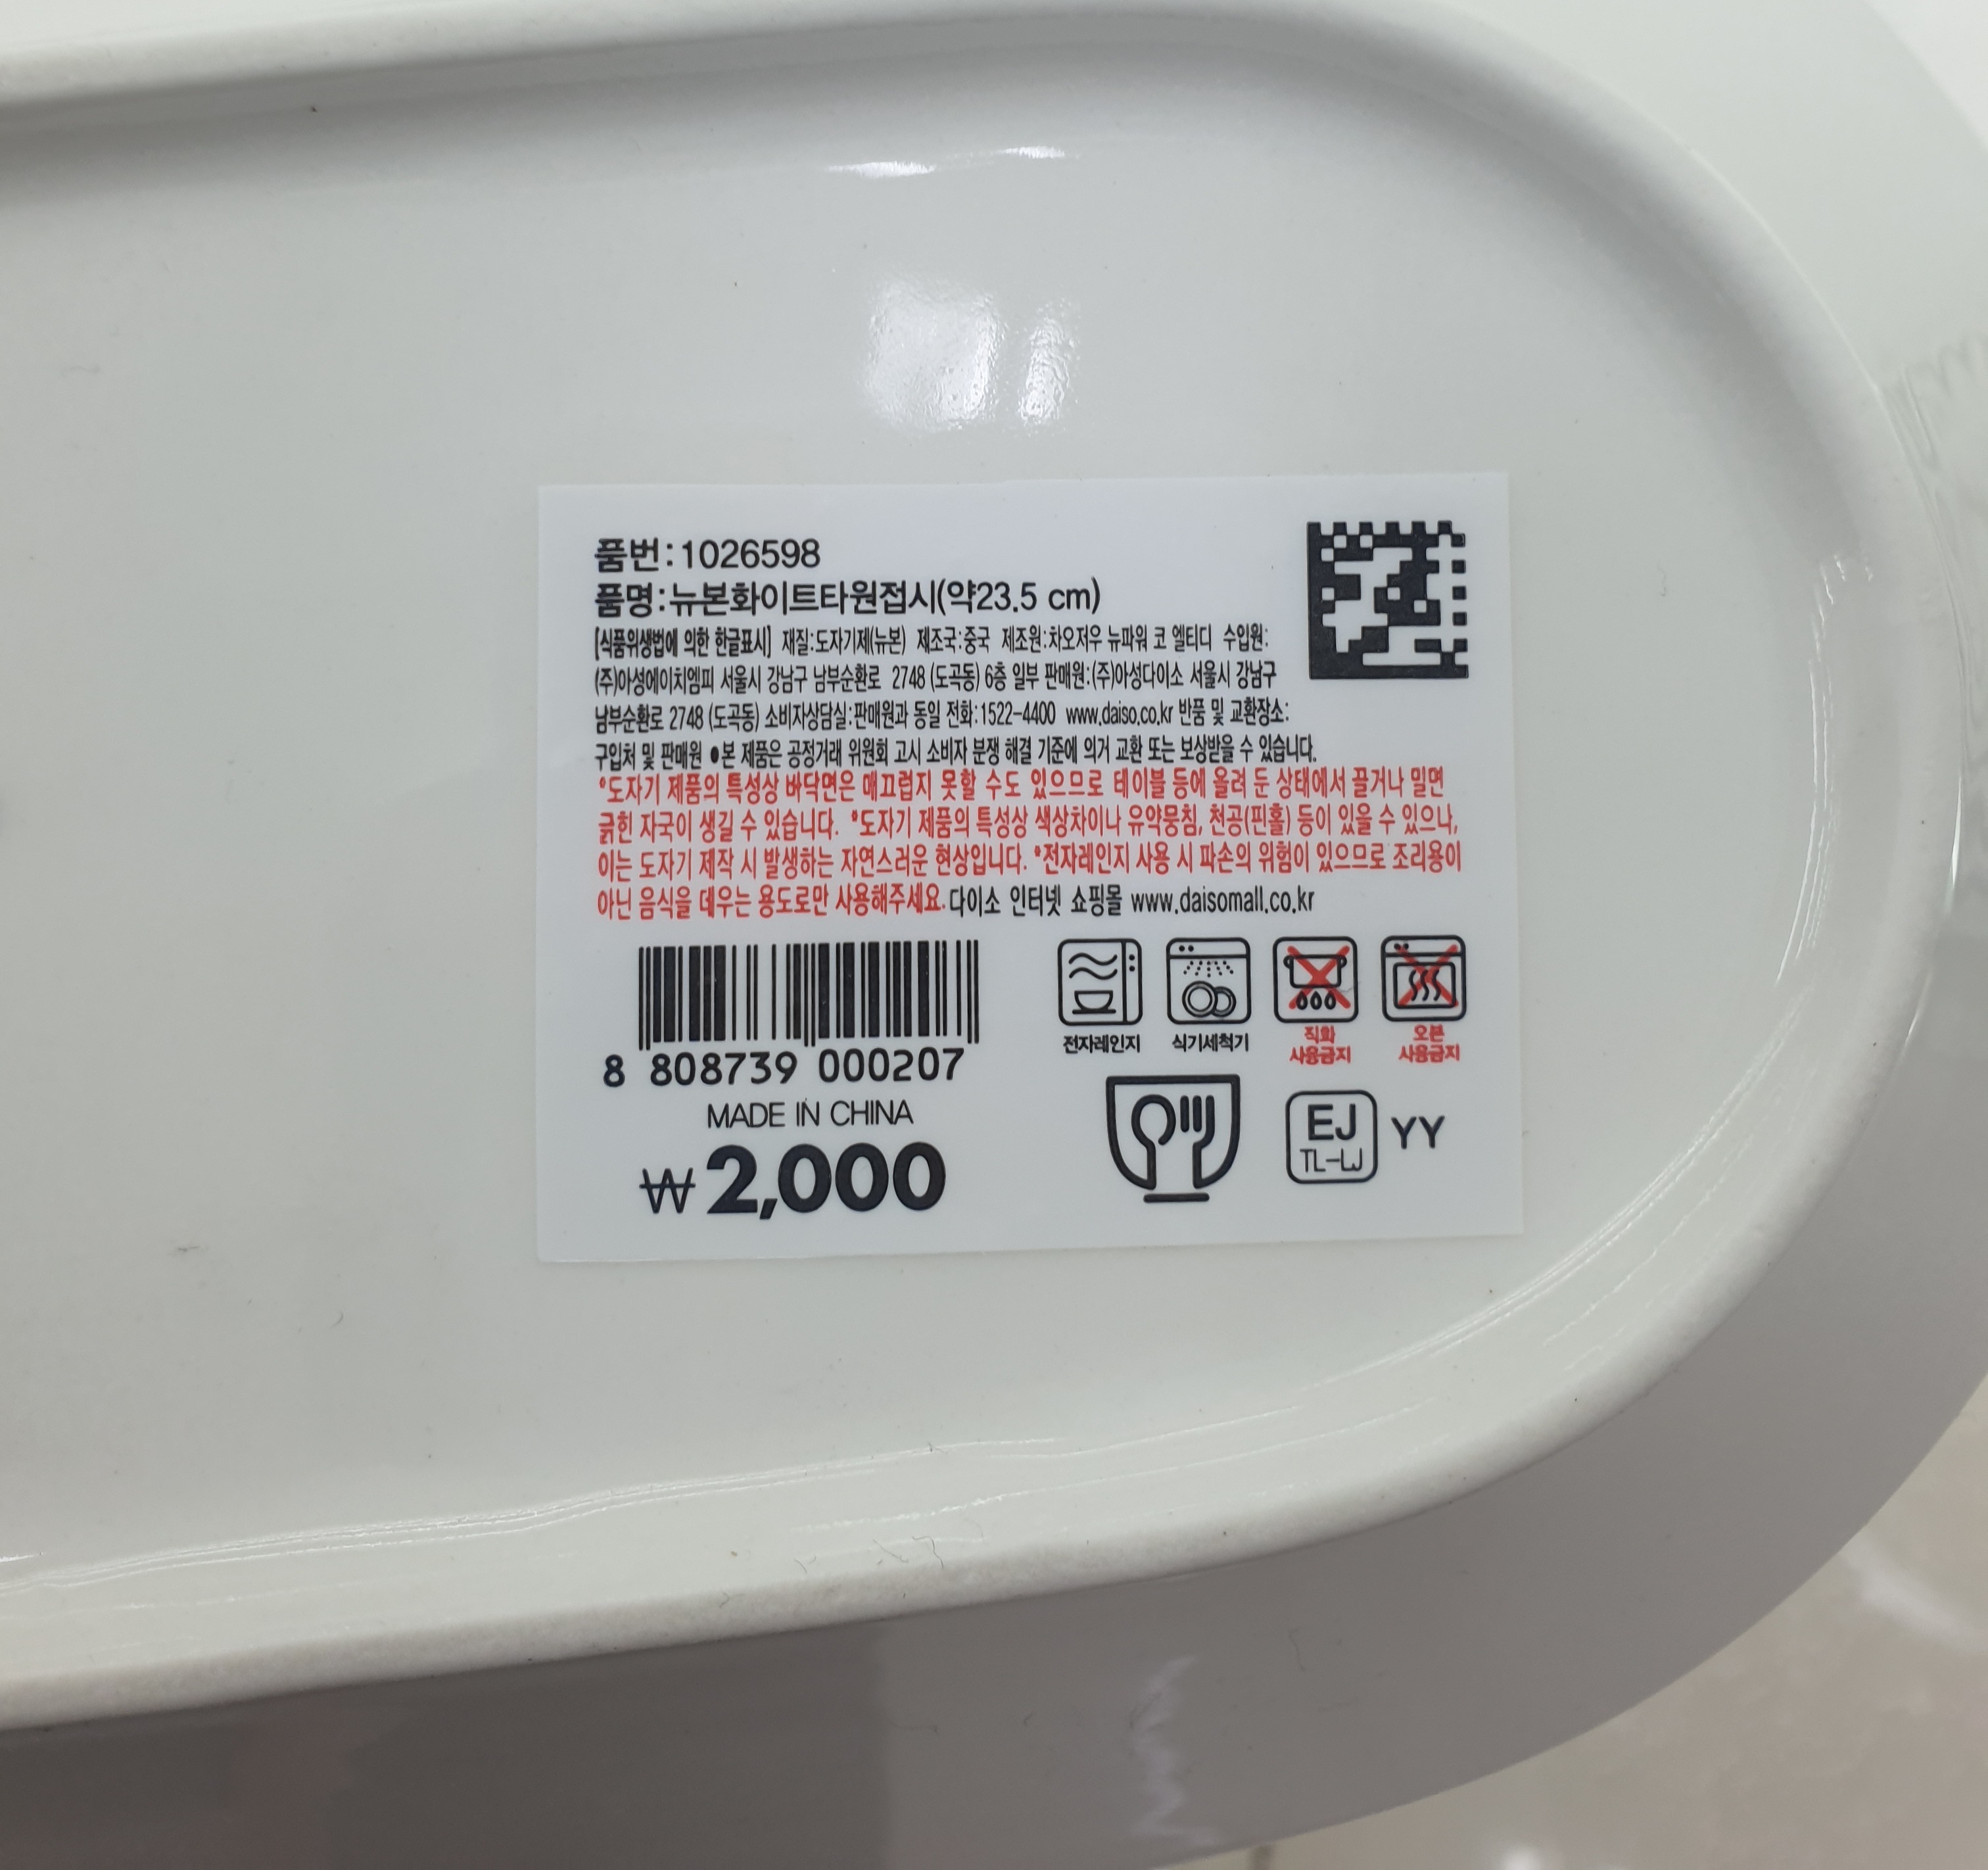 품번:1026598
품명:뉴본화이트타원접시(약23.5 cm)
[식품위생법에 의한 한글표시] 재질:도자기제(뉴본) 제조국:중국 제조원:차오저우 뉴파워 코 엘티디 수입원:
(주)아성에이치엠피 서울시 강남구 남부순환로 2748 (도곡동) 6층 일부 판매원:(주)아성다이소 서울시 강남구
남부순환로 2748 (도곡동) 소비자상담실:판매원과 동일 전화:1522-4400 www.daiso.co.kr 반품 및 교환장소:
구입처 및 판매원 ●본 제품은 공정거래 위원회 고시 소비자 분쟁 해결 기준에 의거 교환 또는 보상받을 수 있습니다.
*도자기 제품의 특성상 바닥면은 매끄럽지 못할 수도 있으므로 테이블 등에 올려 둔 상태에서 끌거나 밀면
긁힌 자국이 생길 수 있습니다. *도자기 제품의 특성상 색상차이나 유약뭉침, 천공(핀홀) 등이 있을 수 있으나,
이는 도자기 제작 시 발생하는 자연스러운 현상입니다. *전자레인지 사용 시 파손의 위험이 있으므로 조리용이
아닌 음식을 데우는 용도로만 사용해주세요. 다이소 인터넷 쇼핑몰 www.daisomall.co.kr
전자레인지 식기세척기 직화 사용금지 오븐 사용금지
8 808739 000207
MADE IN CHINA
₩2,000
EJ YY
TL-LJ